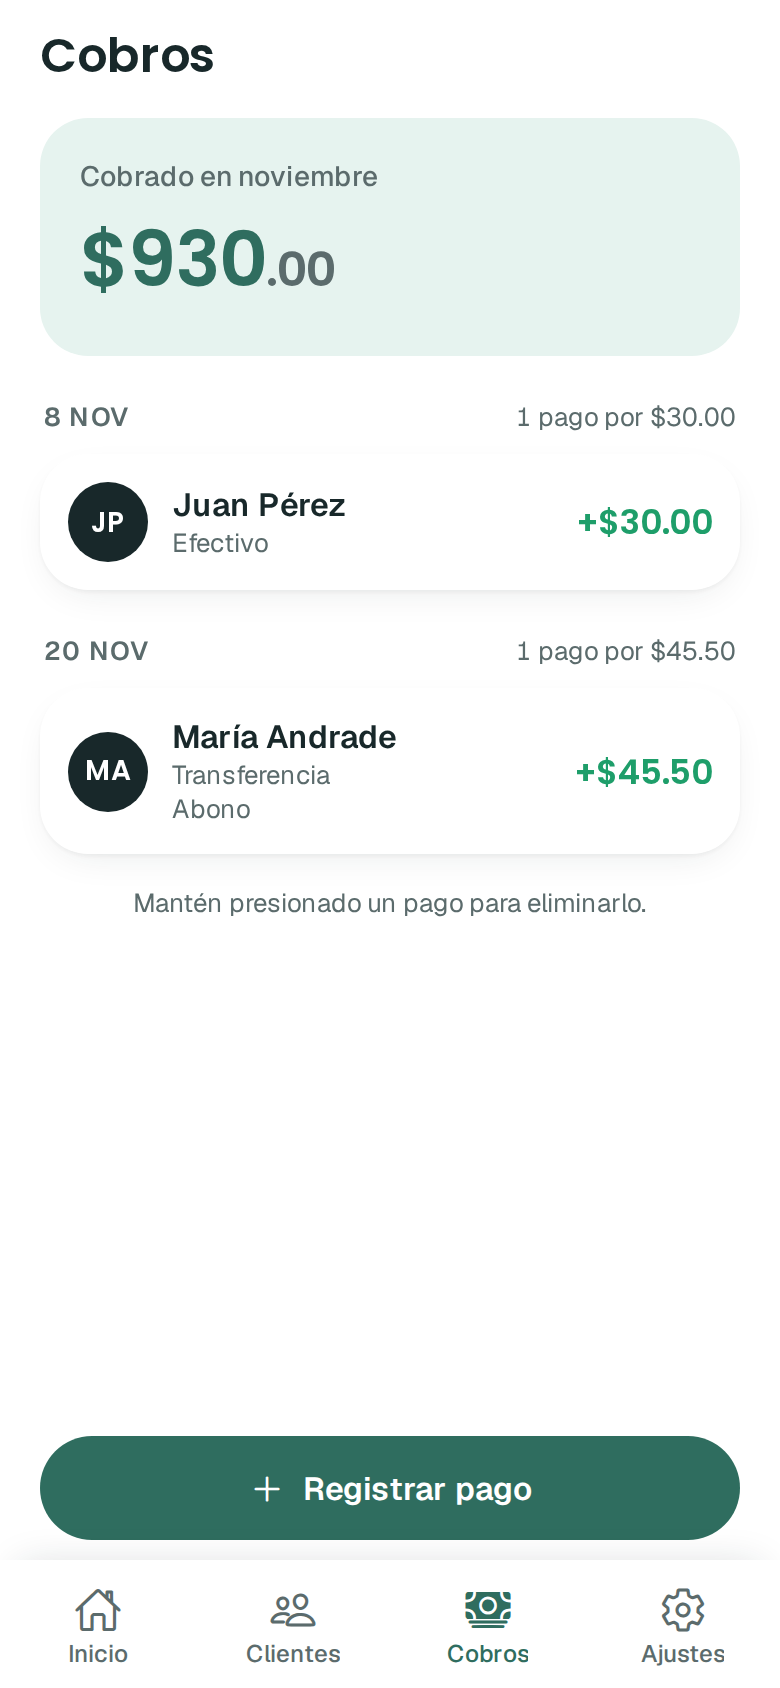 Cobros
Cobrado en noviembre
$930.00
8 NOV
1 pago por $30.00
JP
Juan Pérez
Efectivo
+$30.00
20 NOV
1 pago por $45.50
MA
María Andrade
Transferencia
Abono
+$45.50
Mantén presionado un pago para eliminarlo.
+ Registrar pago
Inicio
Clientes
Cobros
Ajustes